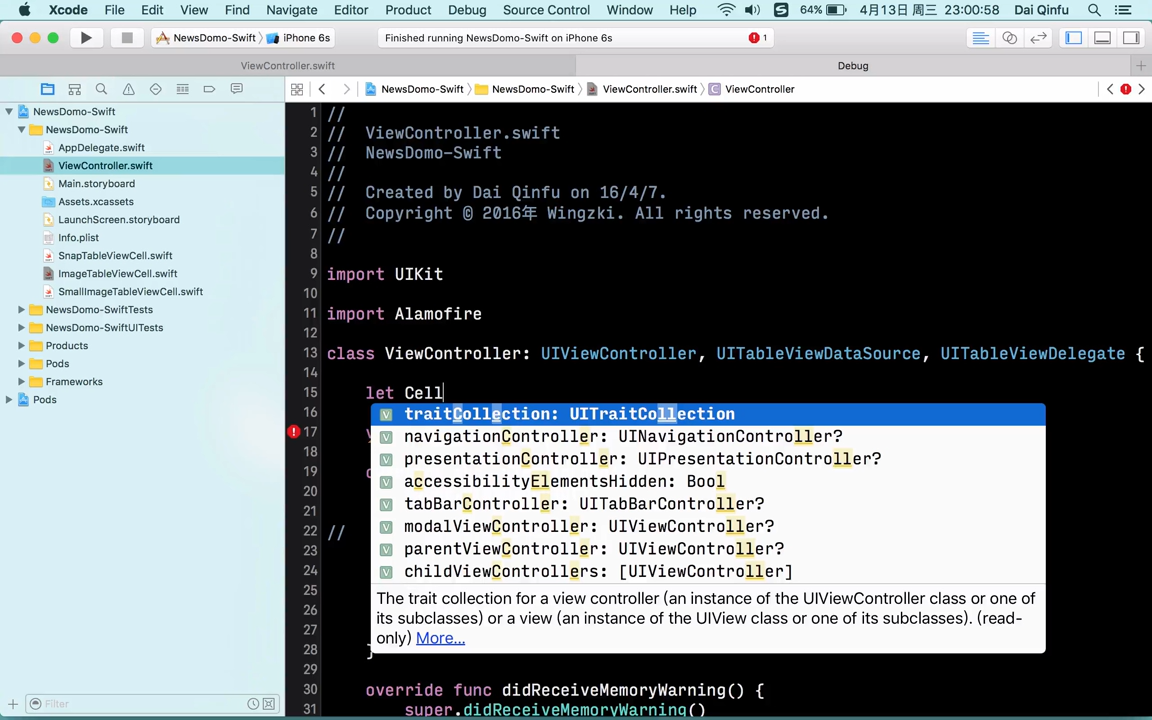 Xcode File Edit View Find Navigate Editor Product Debug Source Control Window Help 64% 4月13日 周三 23:00:58 Dai Qinfu
NewsDomo-Swift iPhone 6s Finished running NewsDomo-Swift on iPhone 6s 1
ViewController.swift Debug
NewsDomo-Swift NewsDomo-Swift ViewController.swift C ViewController
NewsDomo-Swift
NewsDomo-Swift
AppDelegate.swift
ViewController.swift
Main.storyboard
Assets.xcassets
LaunchScreen.storyboard
Info.plist
SnapTableViewCell.swift
ImageTableViewCell.swift
SmallImageTableViewCell.swift
NewsDomo-SwiftTests
NewsDomo-SwiftUITests
Products
Pods
Frameworks
Pods
Filter
1 //
2 // ViewController.swift
3 // NewsDomo-Swift
4 //
5 // Created by Dai Qinfu on 16/4/7.
6 // Copyright © 2016年 Wingzki. All rights reserved.
7 //
8
9 import UIKit
10
11 import Alamofire
12
13 class ViewController: UIViewController, UITableViewDataSource, UITableViewDelegate {
14
15 let Cell
16
17
18
19
20
21
22 //
23
24
25
26
27
28 }
29
30 override func didReceiveMemoryWarning() {
31 super.didReceiveMemoryWarning()
V traitCollection: UITraitCollection
V navigationController: UINavigationController?
V presentationController: UIPresentationController?
V accessibilityElementsHidden: Bool
V tabBarController: UITabBarController?
V modalViewController: UIViewController?
V parentViewController: UIViewController?
V childViewControllers: [UIViewController]
The trait collection for a view controller (an instance of the UIViewController class or one of
its subclasses) or a view (an instance of the UIView class or one of its subclasses). (read-
only) More...